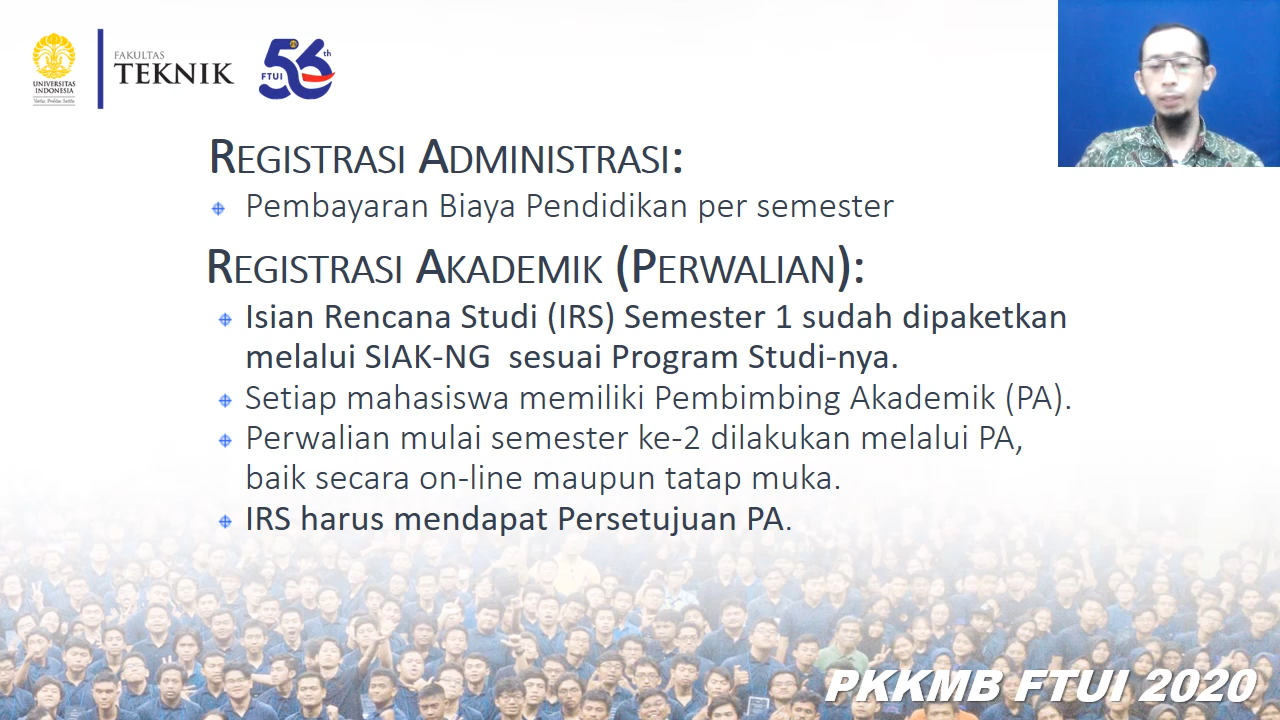 UNIVERSITAS
INDONESIA
Veritas, Probitas, Iustitia
FAKULTAS
TEKNIK
FTUI 56th
REGISTRASI ADMINISTRASI:
Pembayaran Biaya Pendidikan per semester
REGISTRASI AKADEMIK (PERWALIAN):
Isian Rencana Studi (IRS) Semester 1 sudah dipaketkan
melalui SIAK-NG sesuai Program Studi-nya.
Setiap mahasiswa memiliki Pembimbing Akademik (PA).
Perwalian mulai semester ke-2 dilakukan melalui PA,
baik secara on-line maupun tatap muka.
IRS harus mendapat Persetujuan PA.
PKKMB FTUI 2020